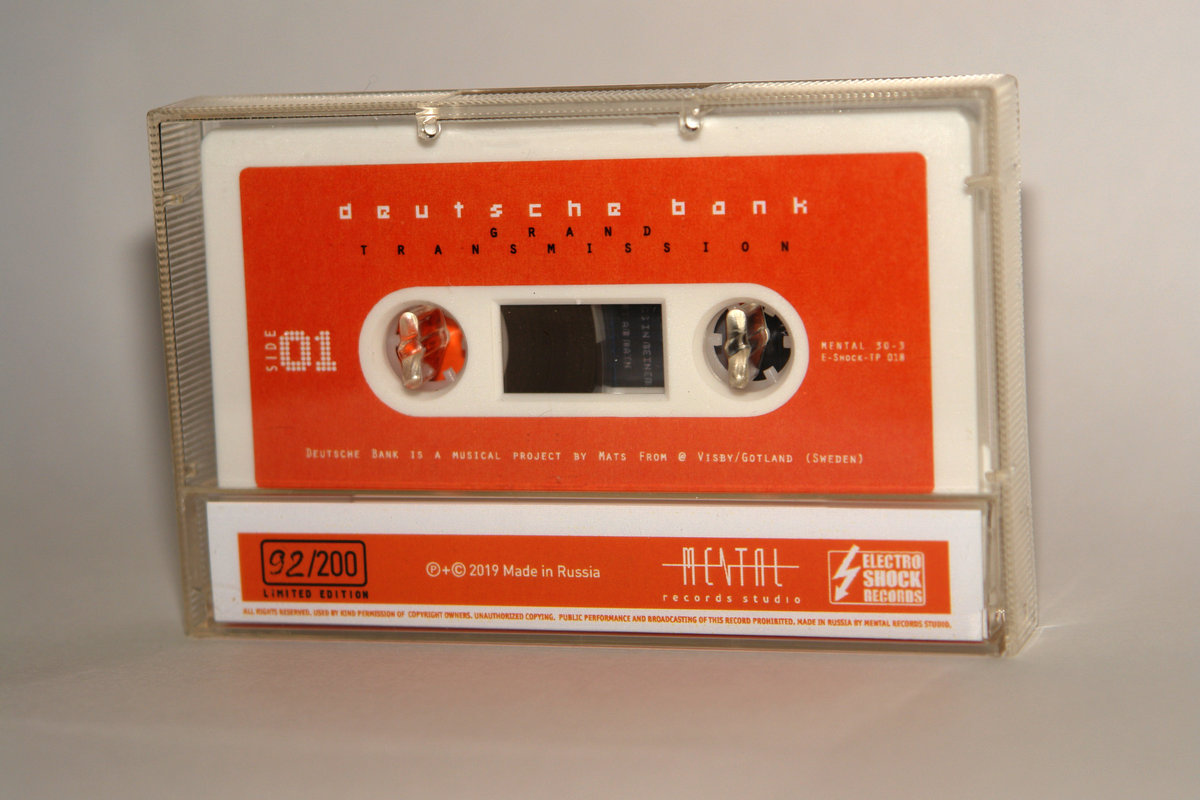 deutsche bank
GRAND
TRANSMISSION
SIDE
01
MENTAL 30-3
E-Shock-TP 018
Deutsche Bank is a musical project by Mats From @ Visby/Gotland (Sweden)
92/200
LiMiTED EDITION
Ⓟ+© 2019 Made in Russia
MENTAL
records studio
ELECTRO
SHOCK
RECORDS
ALL RIGHTS RESERVED. USED BY KIND PERMISSION OF COPYRIGHT OWNERS. UNAUTHORIZED COPYING, PUBLIC PERFORMANCE AND BROADCASTING OF THIS RECORD PROHIBITED. MADE IN RUSSIA BY MENTAL RECORDS STUDIO.